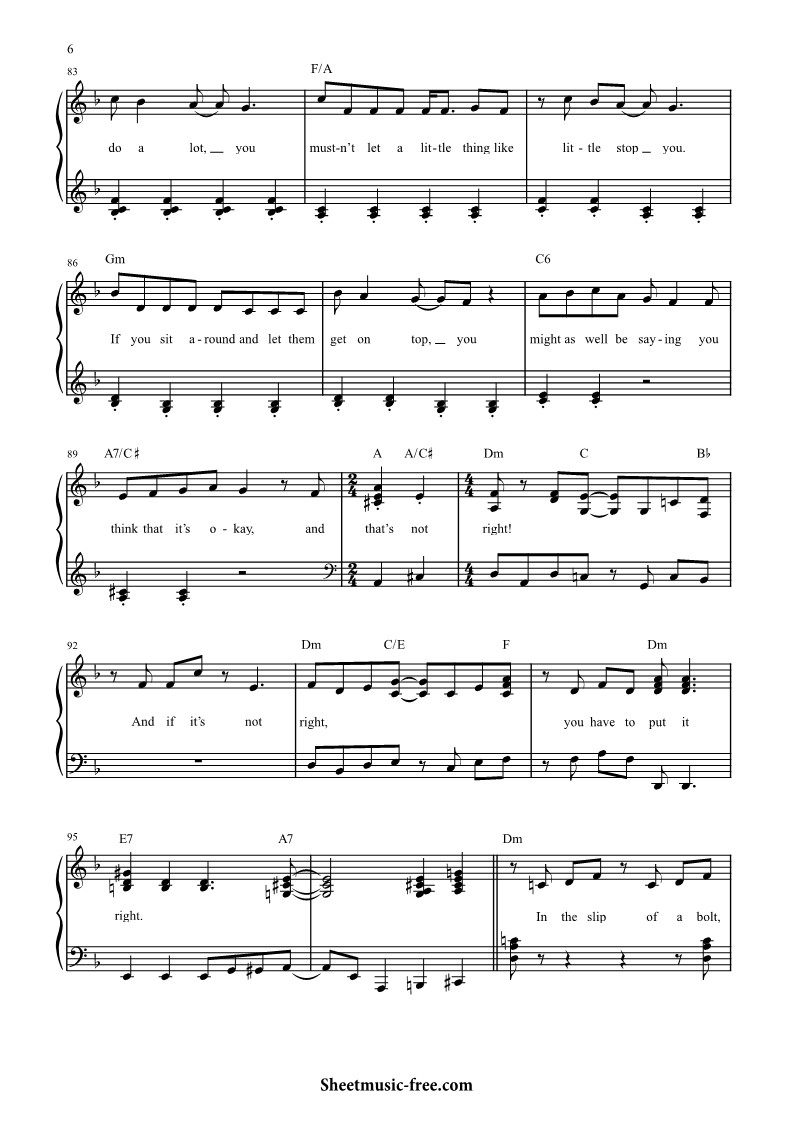 6
83
F/A
do a lot, you must-n't let a lit-tle thing like lit - tle stop you.
86
Gm C6
If you sit a-round and let them get on top, you might as well be say-ing you
89
A7/C♯ A A/C♯ Dm C B♭
2/4 4/4
think that it's o - kay, and that's not right!
2/4 4/4
92
Dm C/E F Dm
And if it's not right, you have to put it
95
E7 A7 Dm
right. In the slip of a bolt,
Sheetmusic-free.com